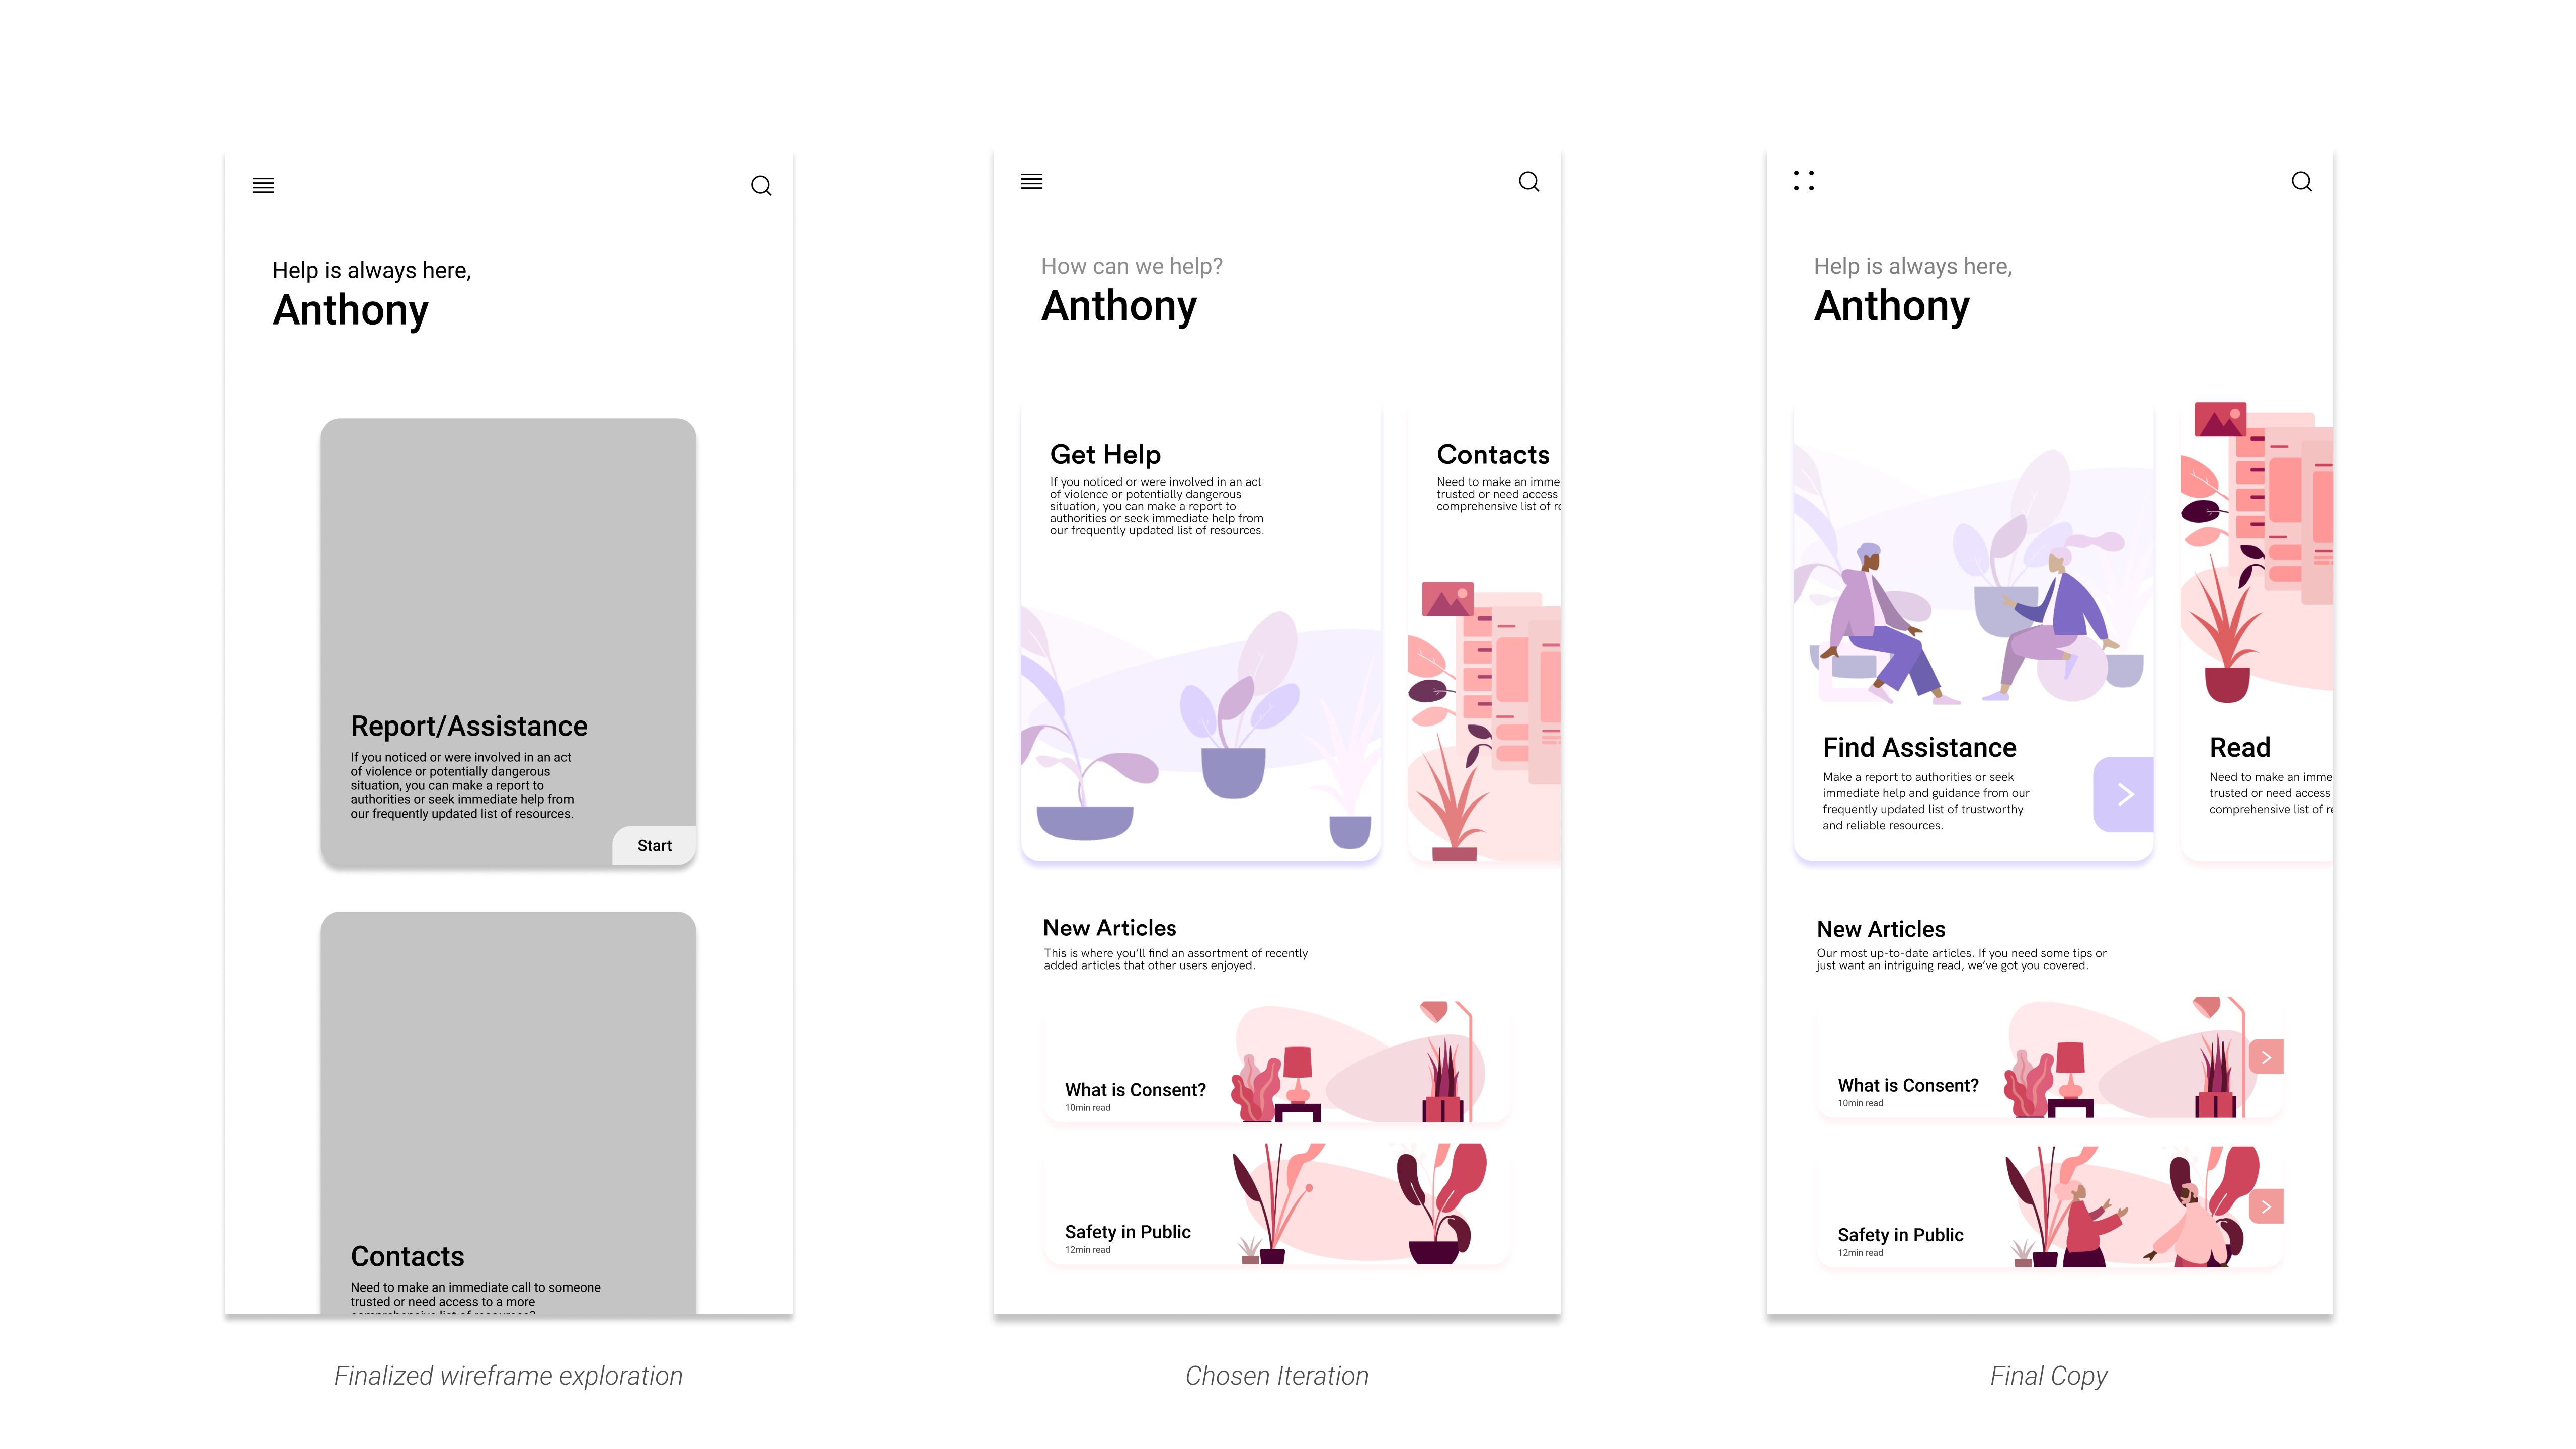 Help is always here,
Anthony
Report/Assistance
If you noticed or were involved in an act
of violence or potentially dangerous
situation, you can make a report to
authorities or seek immediate help from
our frequently updated list of resources.
Start
Contacts
Need to make an immediate call to someone
trusted or need access to a more
comprehensive list of resources?
Finalized wireframe exploration
How can we help?
Anthony
Get Help
If you noticed or were involved in an act
of violence or potentially dangerous
situation, you can make a report to
authorities or seek immediate help from
our frequently updated list of resources.
Contacts
Need to make an imme
trusted or need access
comprehensive list of re
New Articles
This is where you’ll find an assortment of recently
added articles that other users enjoyed.
What is Consent?
10min read
Safety in Public
12min read
Chosen Iteration
Help is always here,
Anthony
Find Assistance
Make a report to authorities or seek
immediate help and guidance from our
frequently updated list of trustworthy
and reliable resources.
Read
Need to make an imme
trusted or need access
comprehensive list of re
New Articles
Our most up-to-date articles. If you need some tips or
just want an intriguing read, we’ve got you covered.
What is Consent?
10min read
Safety in Public
12min read
Final Copy